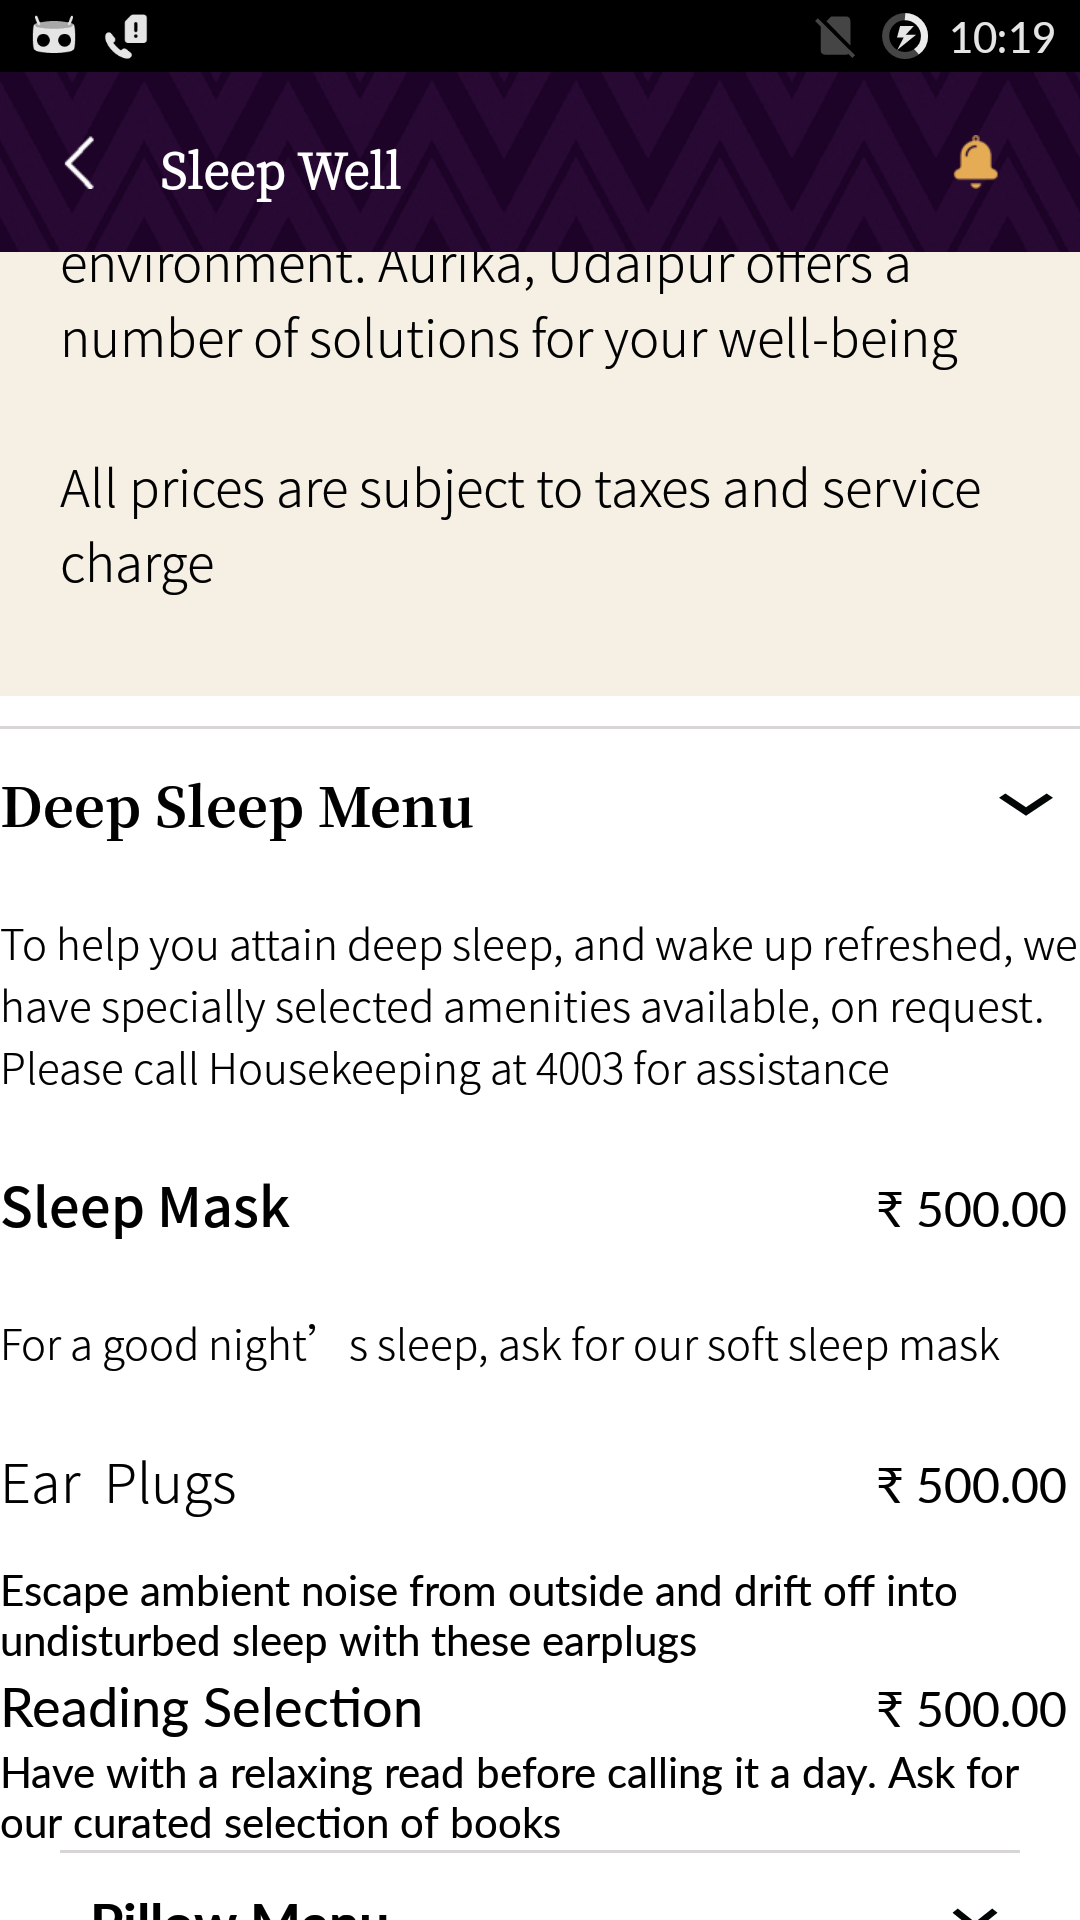 10:19
Sleep Well
environment. Aurika, Udaipur offers a
number of solutions for your well-being
All prices are subject to taxes and service
charge
Deep Sleep Menu
To help you attain deep sleep, and wake up refreshed, we
have specially selected amenities available, on request.
Please call Housekeeping at 4003 for assistance
Sleep Mask ₹ 500.00
For a good night’s sleep, ask for our soft sleep mask
Ear Plugs ₹ 500.00
Escape ambient noise from outside and drift off into
undisturbed sleep with these earplugs
Reading Selection ₹ 500.00
Have with a relaxing read before calling it a day. Ask for
our curated selection of books
Pillow Menu